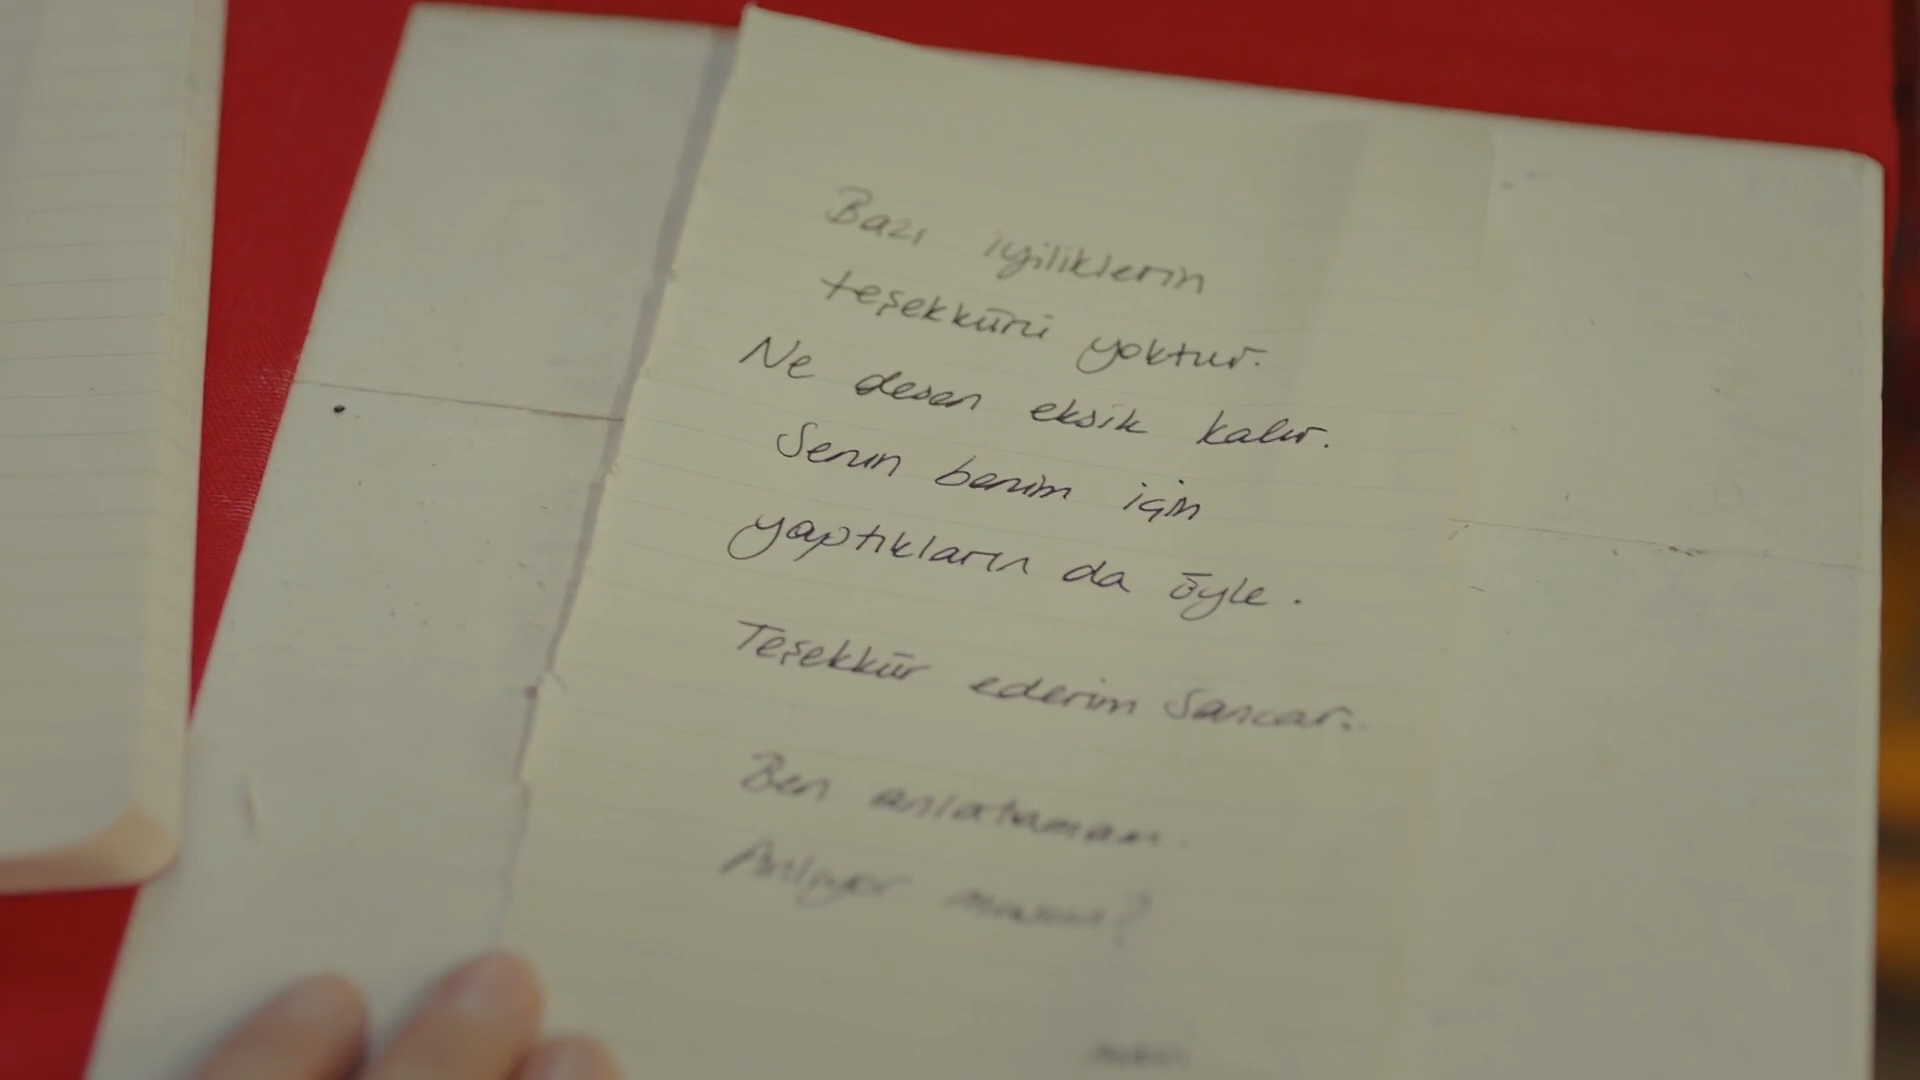 Bazı iyiliklerin
teşekkürü yoktur.
Ne desen eksik kalır.
Senin benim için
yaptıkların da öyle.
Teşekkür ederim Sancar.
Ben anlatamam.
Anlıyor musun?